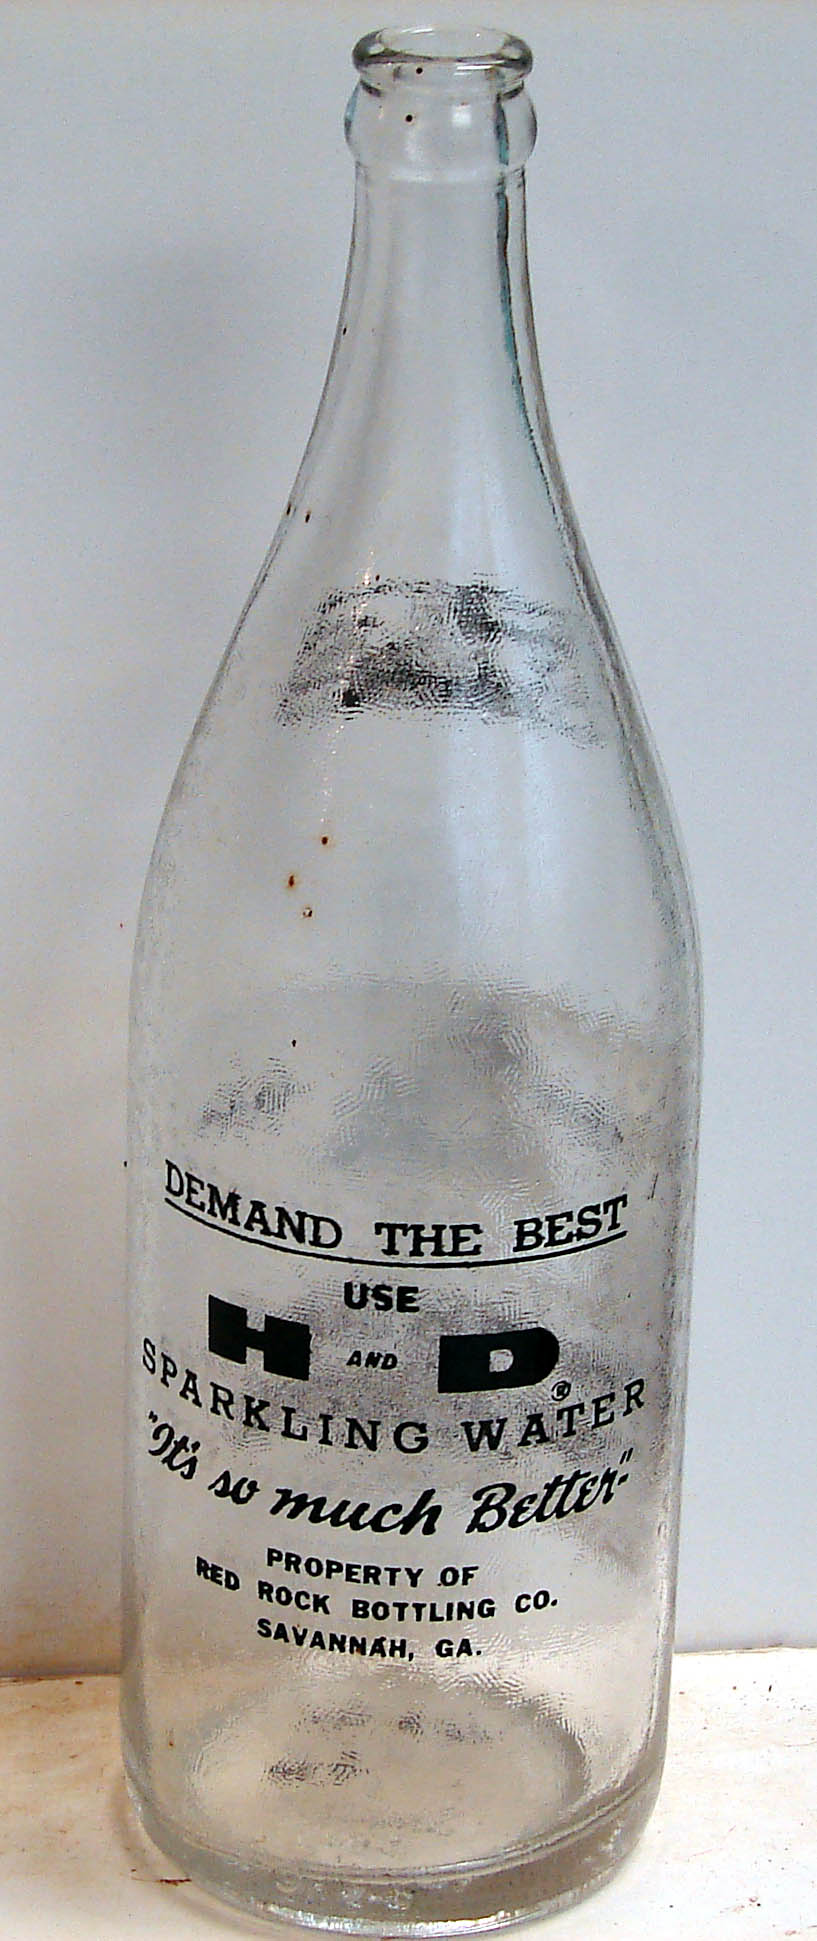 DEMAND THE BEST
USE
H AND D®
SPARKLING WATER
"It's so much Better"
PROPERTY OF
RED ROCK BOTTLING CO.
SAVANNAH, GA.